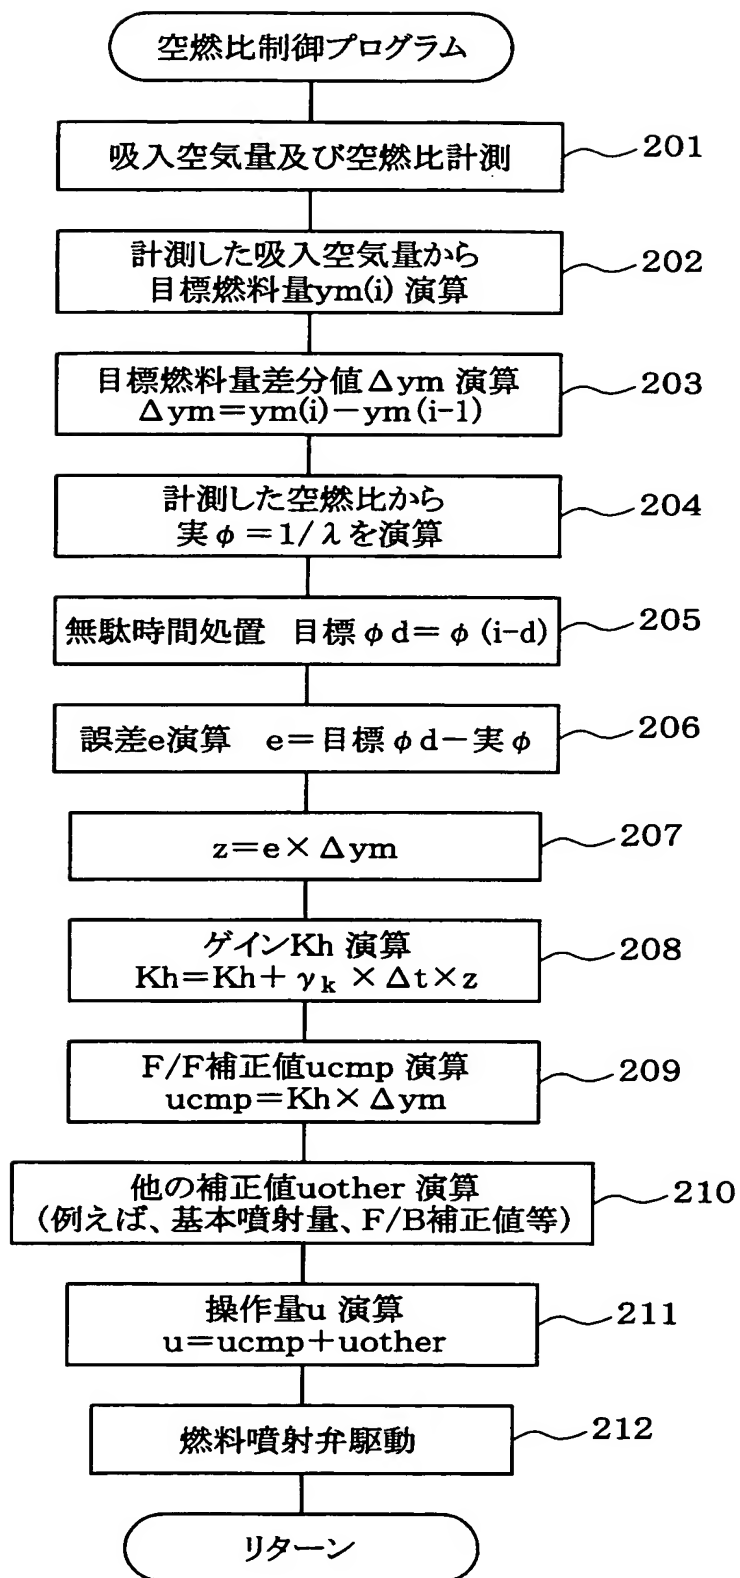 空燃比制御プログラム
吸入空気量及び空燃比計測
201
計測した吸入空気量から
目標燃料量ym(i) 演算
202
目標燃料量差分値Δym 演算
Δym=ym(i)-ym(i-1)
203
計測した空燃比から
実φ=1/λを演算
204
無駄時間処置 目標φd=φ(i-d)
205
誤差e演算 e=目標φd-実φ
206
z=e×Δym
207
ゲインKh 演算
Kh=Kh+γk×Δt×z
208
F/F補正値ucmp 演算
ucmp=Kh×Δym
209
他の補正値uother 演算
(例えば、基本噴射量、F/B補正値等)
210
操作量u 演算
u=ucmp+uother
211
燃料噴射弁駆動
212
リターン